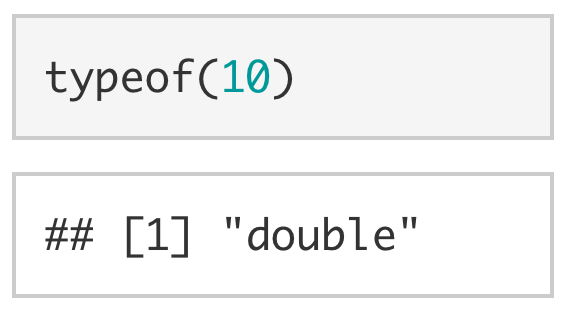 typeof(10)
## [1] "double"